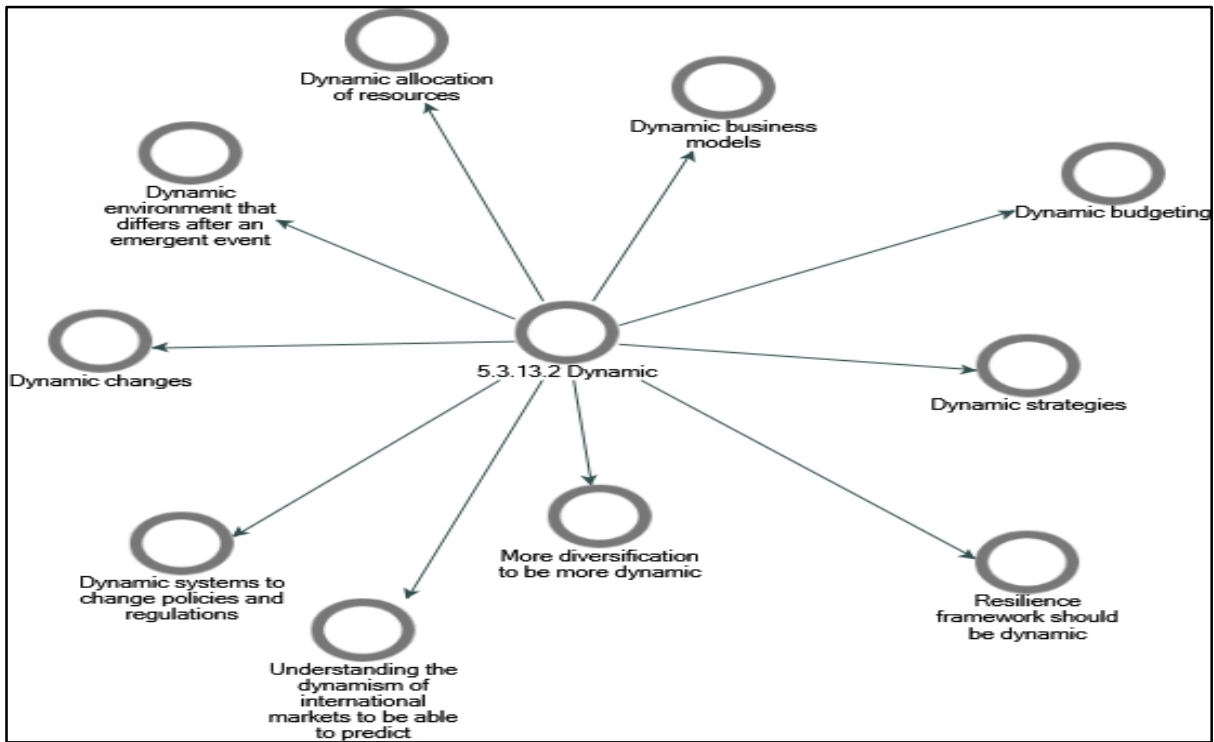 Dynamic allocation
of resources
Dynamic business
models
Dynamic
environment that
differs after an
emergent event
Dynamic budgeting
Dynamic changes
5.3.13.2 Dynamic
Dynamic strategies
More diversification
to be more dynamic
Dynamic systems to
change policies and
regulations
Resilience
framework should
be dynamic
Understanding the
dynamism of
international
markets to be able
to predict